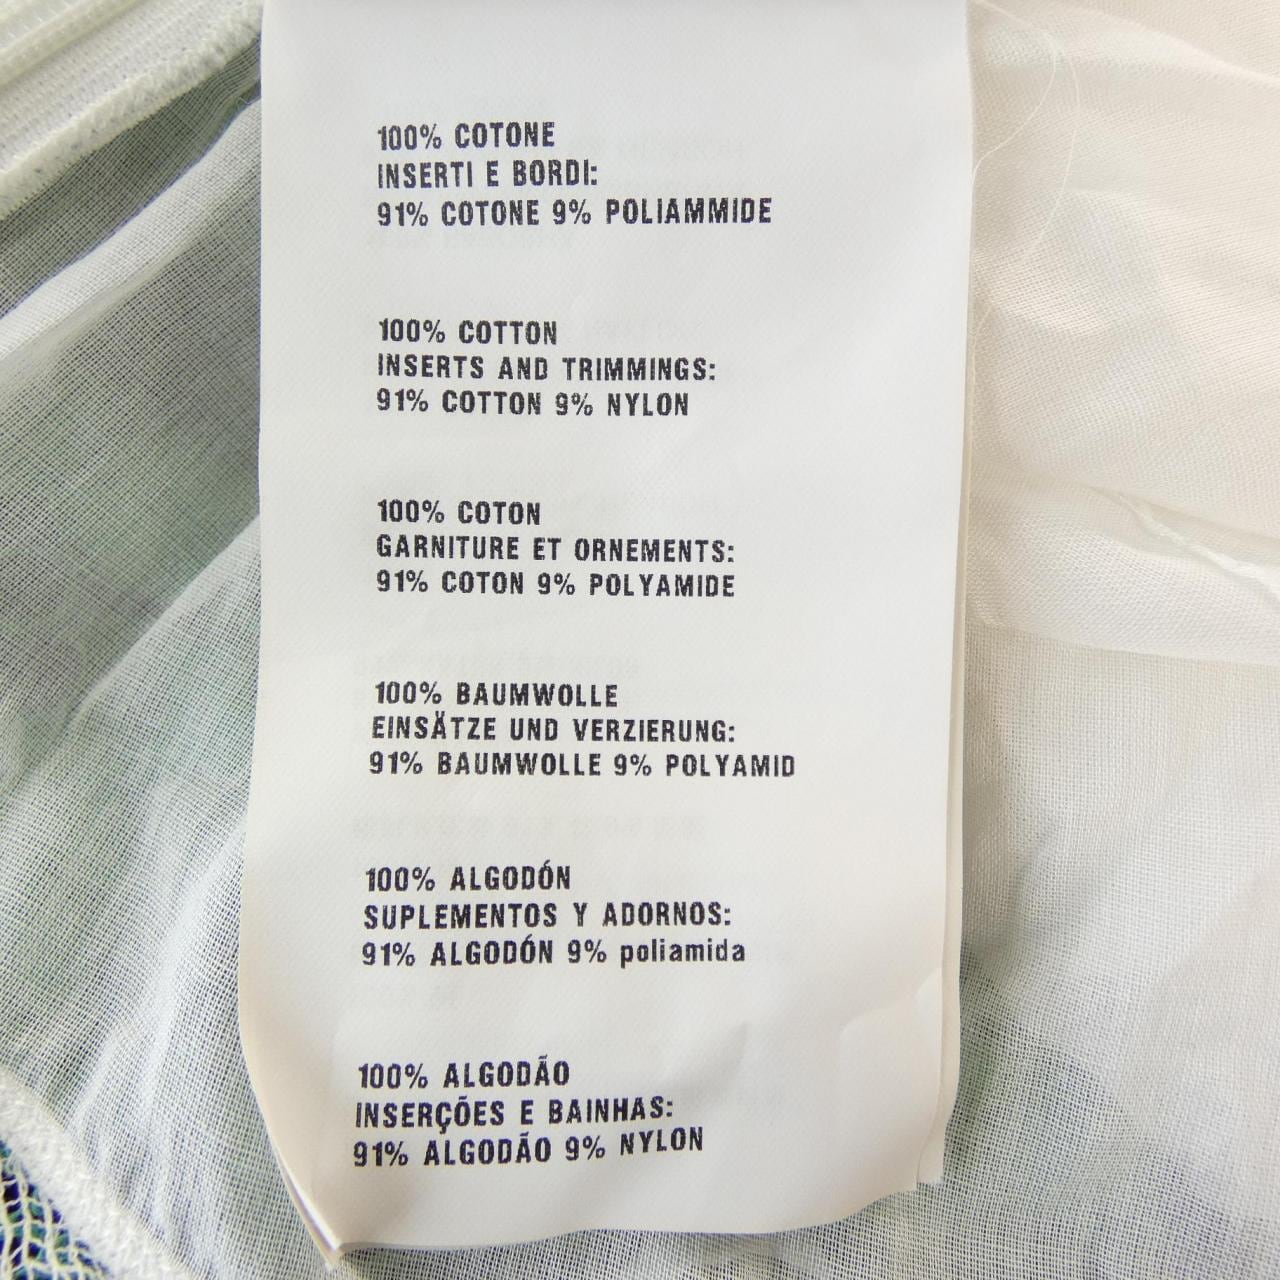 100% COTONE
INSERTI E BORDI:
91% COTONE 9% POLIAMMIDE
100% COTTON
INSERTS AND TRIMMINGS:
91% COTTON 9% NYLON
100% COTON
GARNITURE ET ORNEMENTS:
91% COTON 9% POLYAMIDE
100% BAUMWOLLE
EINSÄTZE UND VERZIERUNG:
91% BAUMWOLLE 9% POLYAMID
100% ALGODÓN
SUPLEMENTOS Y ADORNOS:
91% ALGODÓN 9% poliamida
100% ALGODÃO
INSERÇÕES E BAINHAS:
91% ALGODÃO 9% NYLON